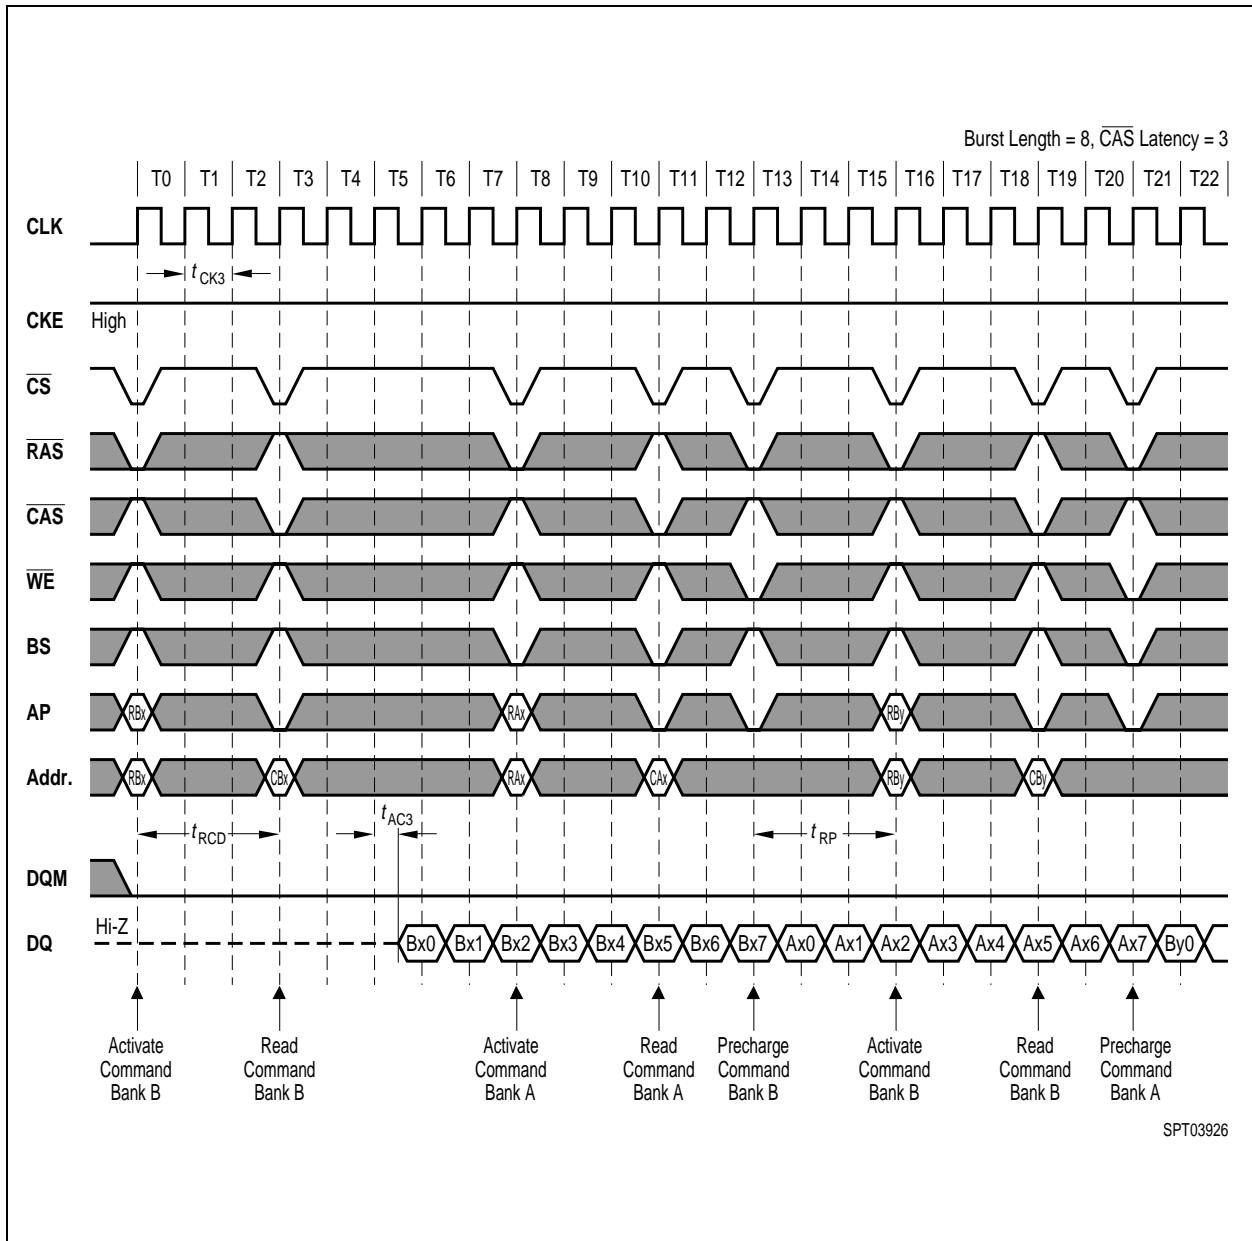 Burst Length = 8, CAS Latency = 3
T0 T1 T2 T3 T4 T5 T6 T7 T8 T9 T10 T11 T12 T13 T14 T15 T16 T17 T18 T19 T20 T21 T22
CLK
t CK3
CKE High
CS
RAS
CAS
WE
BS
AP RBx RAx RBy
Addr. RBx CBx RAx CAx RBy CBy
t RCD t AC3 t RP
DQM
Hi-Z
DQ Bx0 Bx1 Bx2 Bx3 Bx4 Bx5 Bx6 Bx7 Ax0 Ax1 Ax2 Ax3 Ax4 Ax5 Ax6 Ax7 By0
Activate Read Activate Read Precharge Activate Read Precharge
Command Command Command Command Command Command Command Command
Bank B Bank B Bank A Bank A Bank B Bank B Bank B Bank A
SPT03926